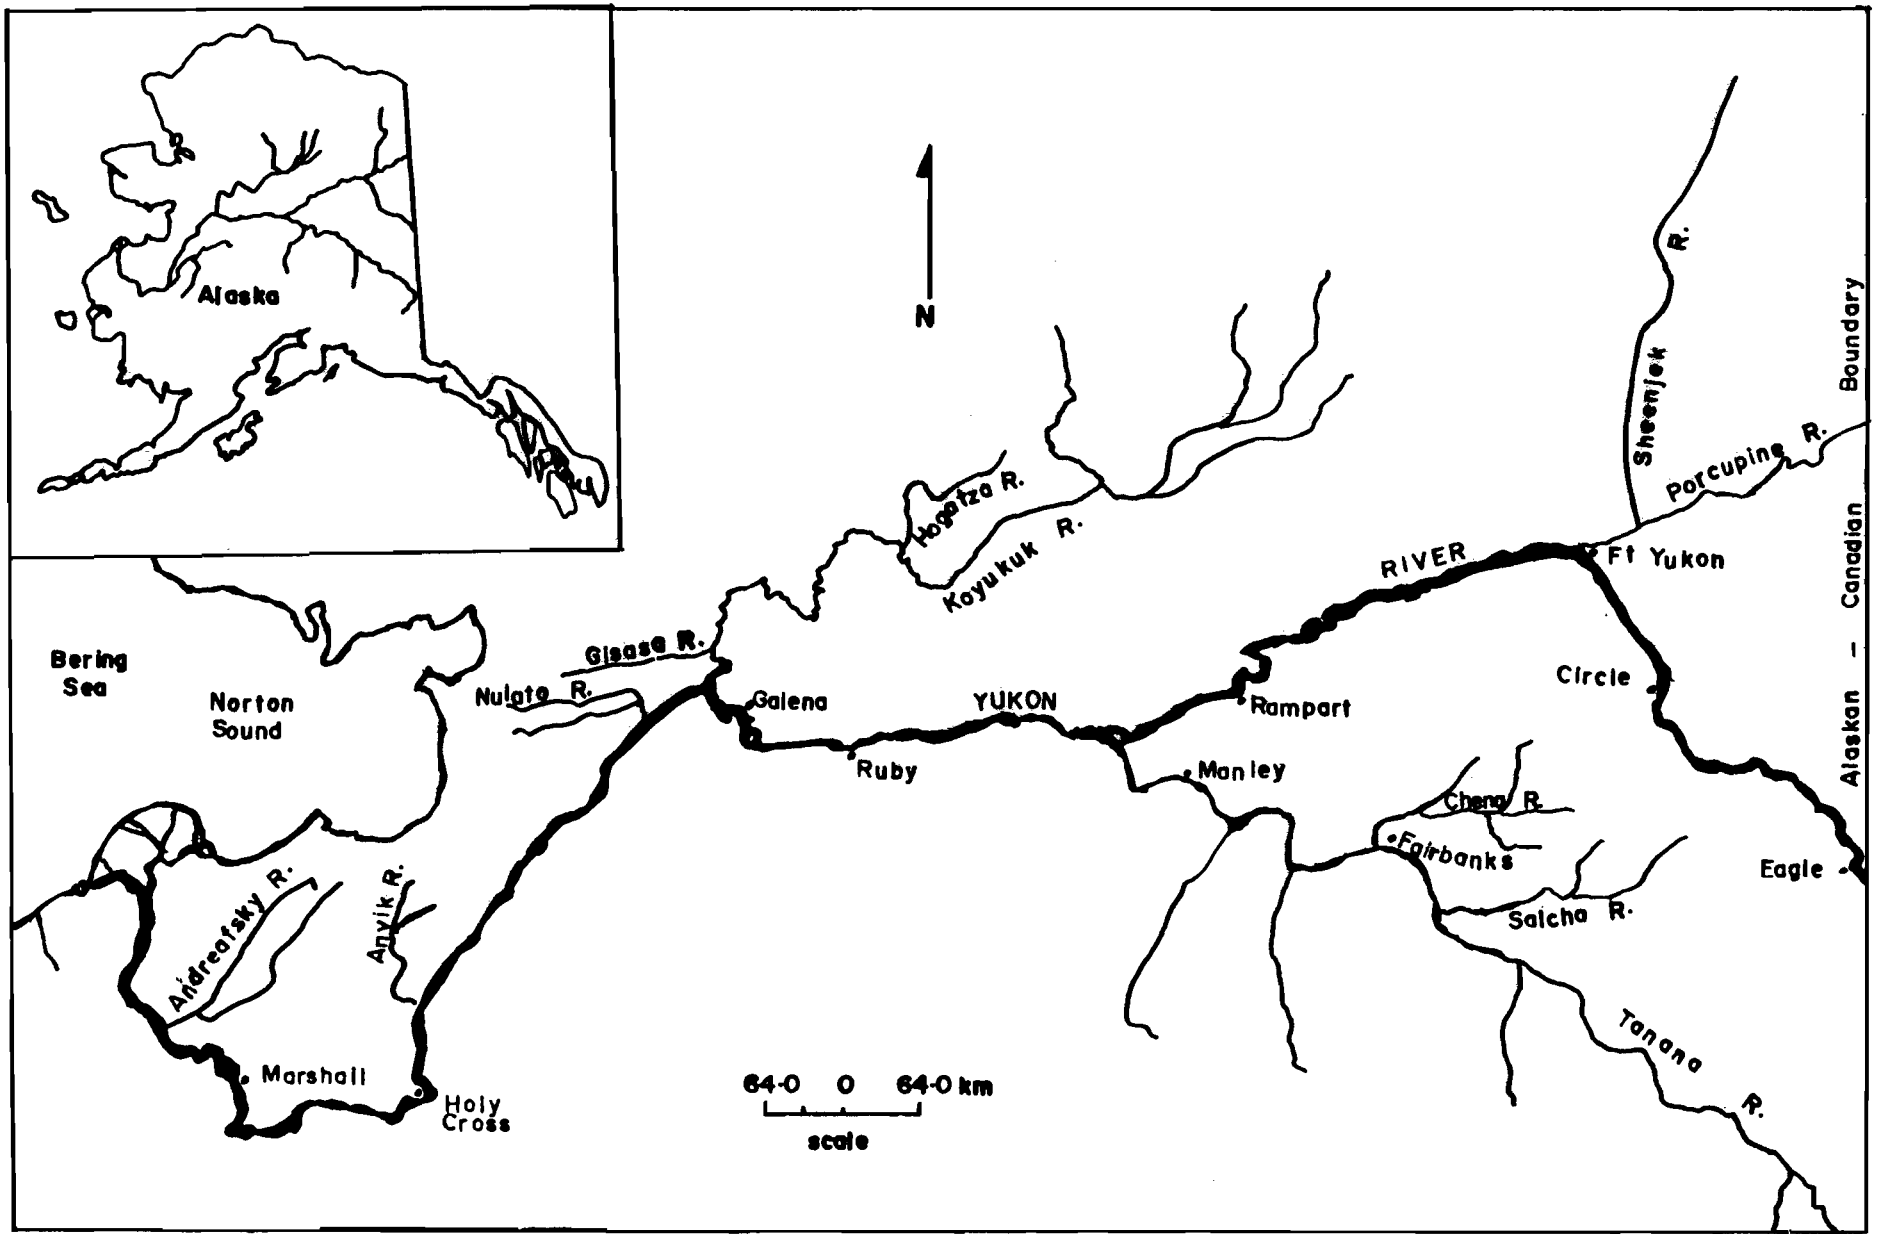 Alaska
N
R.
Sheenjek
Boundary
Porcupine R.
Hogatza R.
Koyukuk R.
RIVER
Ft Yukon
Canadian
–
Alaskan
Bering
Sea
Norton
Sound
Gisasa R.
Nulato R.
Galena
YUKON
Rampart
Circle
Ruby
Manley
Chena R.
Fairbanks
Eagle
Salcha R.
Andreafsky R.
Anvik R.
Tanana R.
Marshall
Holy
Cross
64·0 0 64·0 km
scale